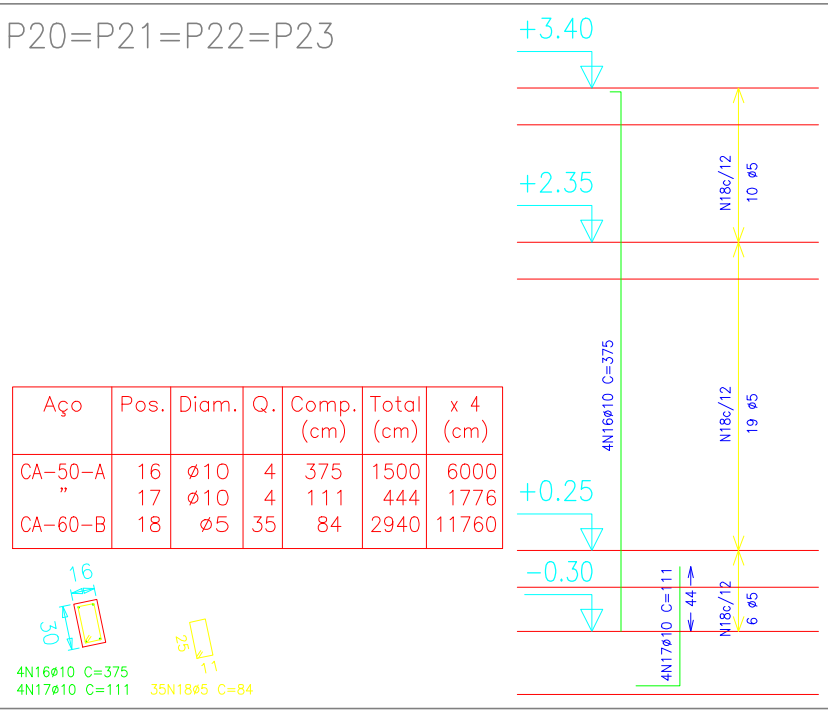 P20=P21=P22=P23
+3.40
N18c/12
10 ø5
+2.35
4N16ø10 C=375
N18c/12
19 ø5
Aço Pos. Diam. Q. Comp. (cm) Total (cm) x 4 (cm)
CA-50-A 16 ø10 4 375 1500 6000
" 17 ø10 4 111 444 1776
CA-60-B 18 ø5 35 84 2940 11760
+0.25
-0.30
4N17ø10 C=111
44
N18c/12
6 ø5
16
30
4N16ø10 C=375
4N17ø10 C=111
25
11
35N18ø5 C=84